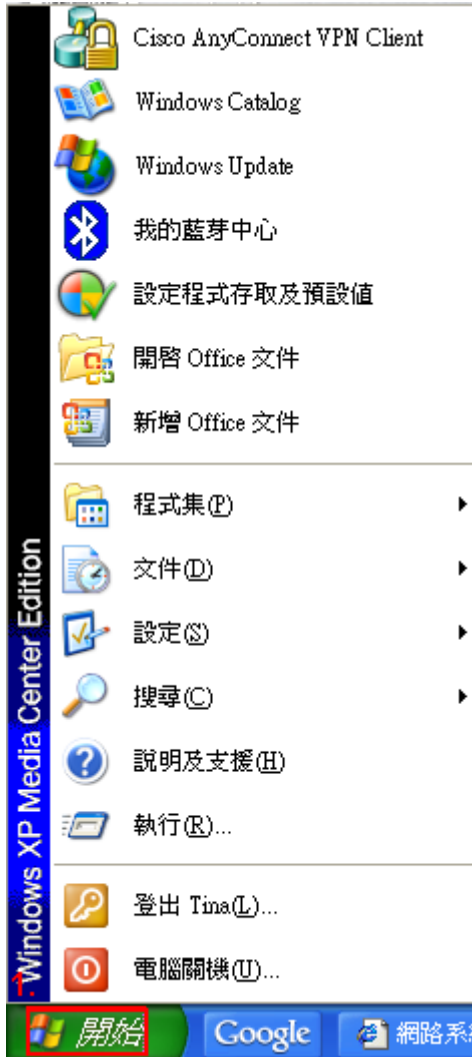 Cisco AnyConnect VPN Client
Windows Catalog
Windows Update
我的藍芽中心
設定程式存取及預設值
開啟 Office 文件
新增 Office 文件
程式集(P)
文件(D)
設定(S)
搜尋(C)
說明及支援(H)
執行(R)...
登出 Tina(L)...
電腦關機(U)...
Windows XP Media Center Edition
1.
開始
Google
網路系統